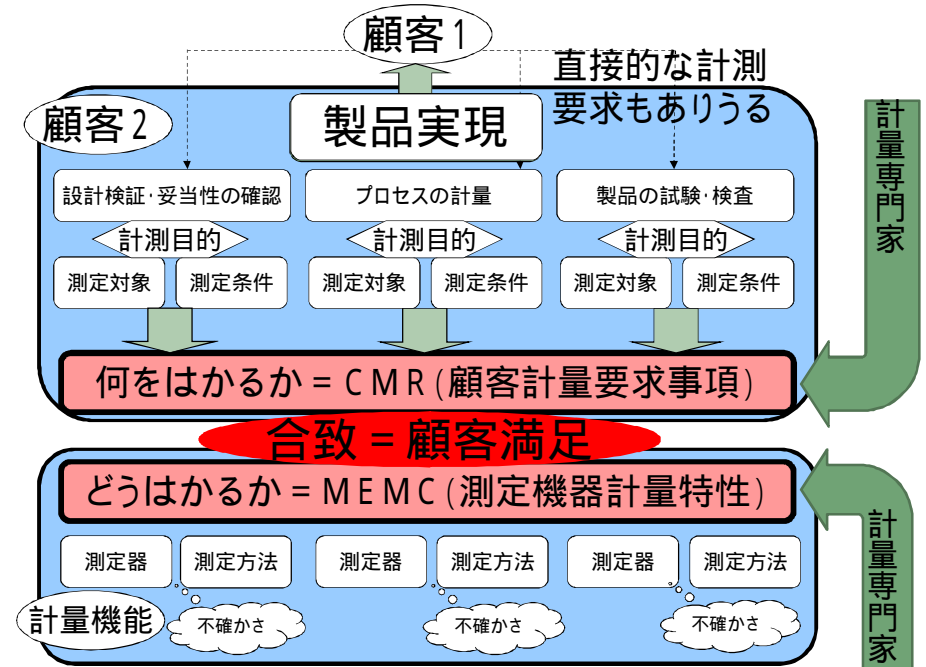 顧客1
直接的な計測
要求もありうる
顧客2
製品実現
計量専門家
設計検証·妥当性の確認
プロセスの計量
製品の試験·検査
計測目的
計測目的
計測目的
測定対象
測定条件
測定対象
測定条件
測定対象
測定条件
何をはかるか=CMR(顧客計量要求事項)
合致=顧客満足
どうはかるか=MEMC(測定機器計量特性)
計量専門家
測定器
測定方法
測定器
測定方法
測定器
測定方法
計量機能
不確かさ
不確かさ
不確かさ